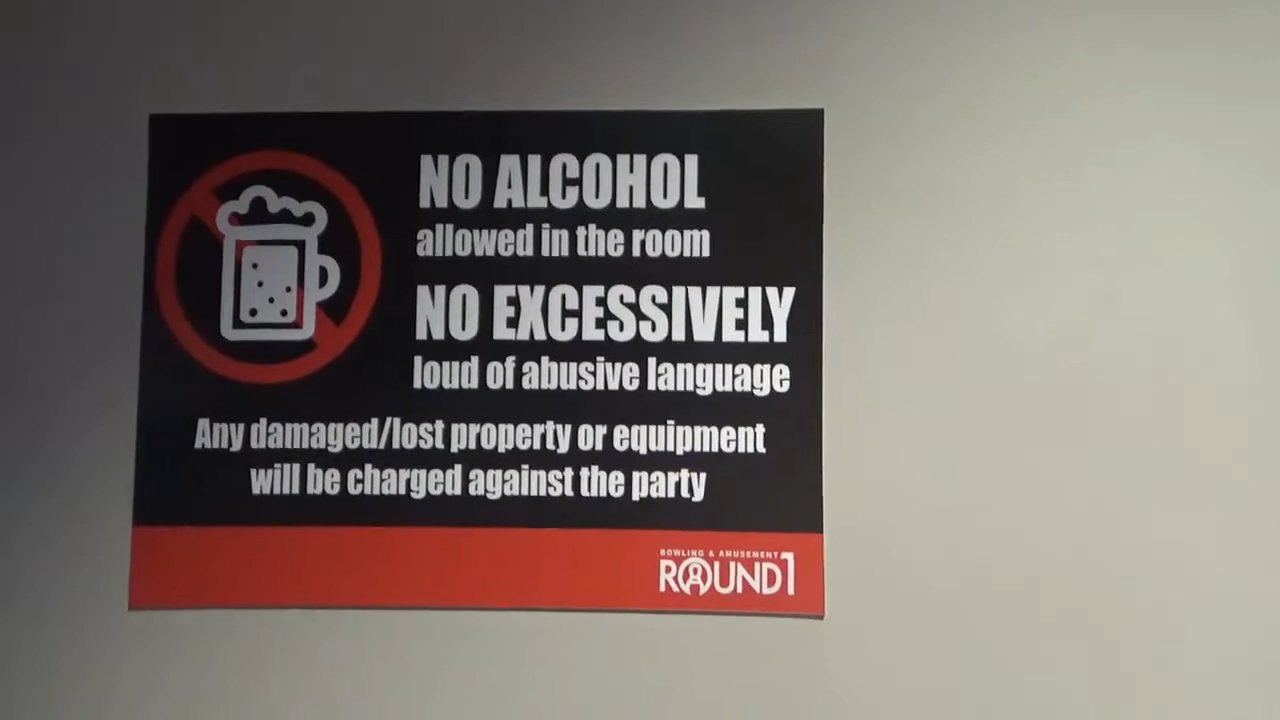 NO ALCOHOL
allowed in the room
NO EXCESSIVELY
loud of abusive language
Any damaged/lost property or equipment
will be charged against the party
BOWLING & AMUSEMENT
ROUND1